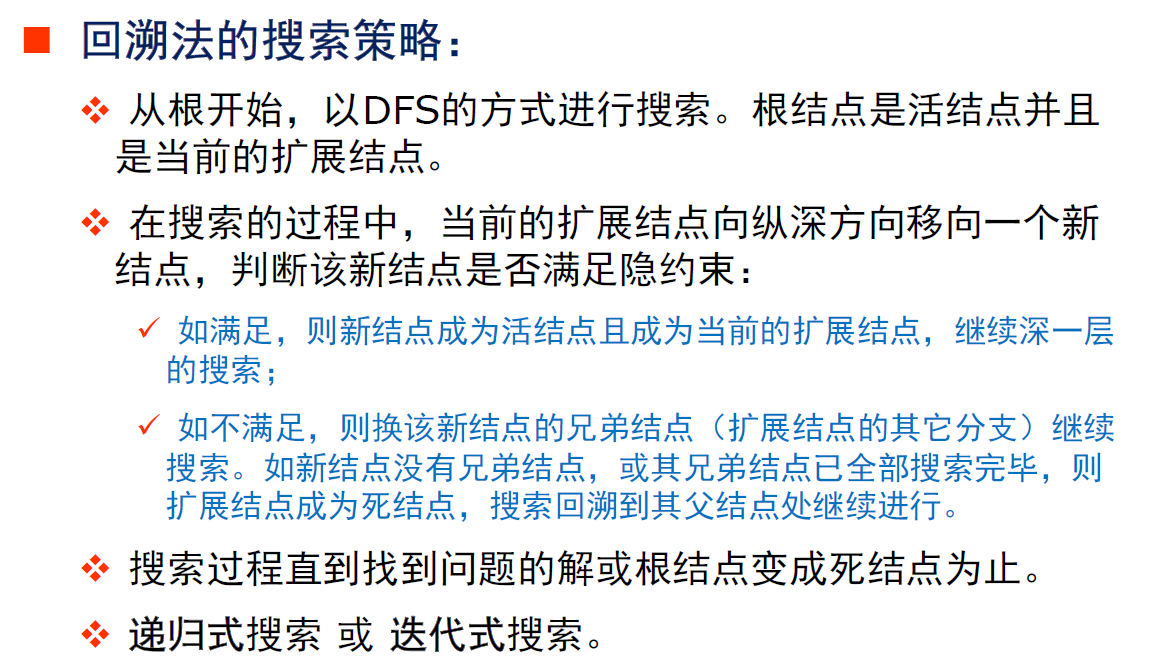 回溯法的搜索策略：
从根开始，以DFS的方式进行搜索。根结点是活结点并且
是当前的扩展结点。
在搜索的过程中，当前的扩展结点向纵深方向移向一个新
结点，判断该新结点是否满足隐约束：
如满足，则新结点成为活结点且成为当前的扩展结点，继续深一层
的搜索；
如不满足，则换该新结点的兄弟结点（扩展结点的其它分支）继续
搜索。如新结点没有兄弟结点，或其兄弟结点已全部搜索完毕，则
扩展结点成为死结点，搜索回溯到其父结点处继续进行。
搜索过程直到找到问题的解或根结点变成死结点为止。
递归式搜索 或 迭代式搜索。